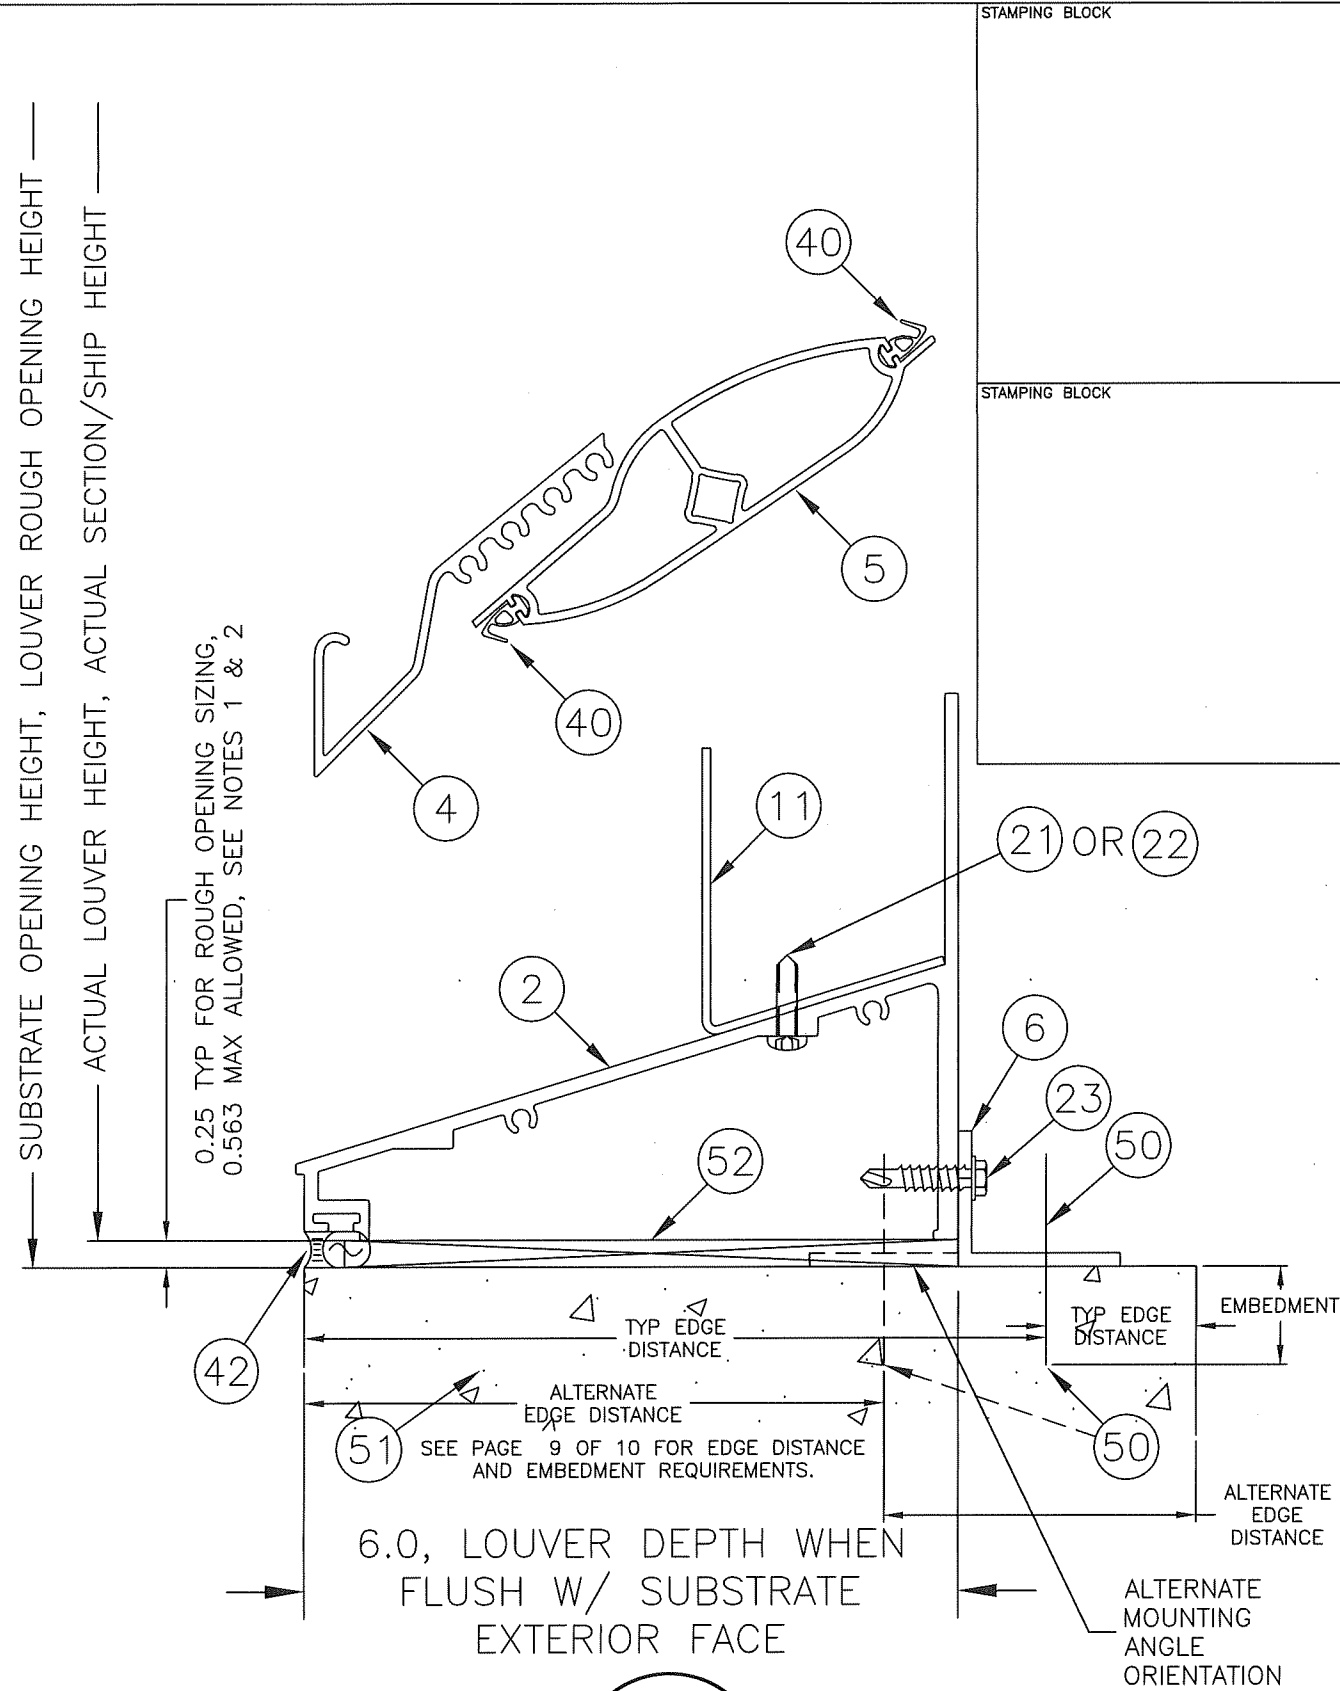 STAMPING BLOCK
STAMPING BLOCK
SUBSTRATE OPENING HEIGHT, LOUVER ROUGH OPENING HEIGHT
ACTUAL LOUVER HEIGHT, ACTUAL SECTION/SHIP HEIGHT
0.25 TYP FOR ROUGH OPENING SIZING,
0.563 MAX ALLOWED, SEE NOTES 1 & 2
40
5
40
4
11
21 OR 22
2
6
23
50
52
42
TYP EDGE
DISTANCE
TYP EDGE
DISTANCE
EMBEDMENT
ALTERNATE
EDGE DISTANCE
51
SEE PAGE 9 OF 10 FOR EDGE DISTANCE
AND EMBEDMENT REQUIREMENTS.
50
ALTERNATE
EDGE
DISTANCE
6.0, LOUVER DEPTH WHEN
FLUSH W/ SUBSTRATE
EXTERIOR FACE
ALTERNATE
MOUNTING
ANGLE
ORIENTATION